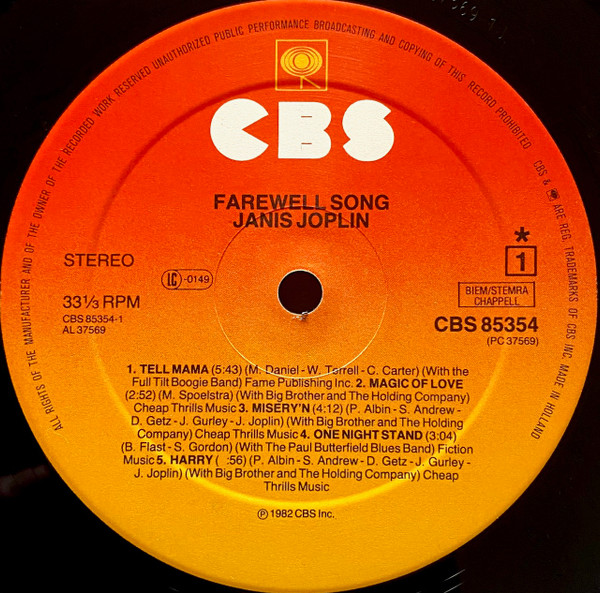 ALL RIGHTS OF THE MANUFACTURER AND OF THE OWNER OF THE RECORDED WORK RESERVED UNAUTHORIZED PUBLIC PERFORMANCE BROADCASTING AND COPYING OF THIS RECORD PROHIBITED. CBS & ARE REG. TRADEMARKS OF CBS INC. MADE IN HOLLAND
CBS
FAREWELL SONG
JANIS JOPLIN
STEREO
LC -0149
*
1
33⅓ RPM
CBS 85354-1
AL 37569
BIEM/STEMRA
CHAPPELL
CBS 85354
(PC 37569)
1. TELL MAMA (5:43) (M. Daniel - W. Terrell - C. Carter) (With the
Full Tilt Boogie Band) Fame Publishing Inc. 2. MAGIC OF LOVE
(2:52) (M. Spoelstra) (With Big Brother and The Holding Company)
Cheap Thrills Music 3. MISERY'N (4:12) (P. Albin - S. Andrew -
D. Getz - J. Gurley - J. Joplin) (With Big Brother and The Holding
Company) Cheap Thrills Music 4. ONE NIGHT STAND (3:04)
(B. Flast - S. Gordon) (With The Paul Butterfield Blues Band) Fiction
Music 5. HARRY ( :56) (P. Albin - S. Andrew - D. Getz - J. Gurley -
J. Joplin) (With Big Brother and The Holding Company) Cheap
Thrills Music
℗ 1982 CBS Inc.